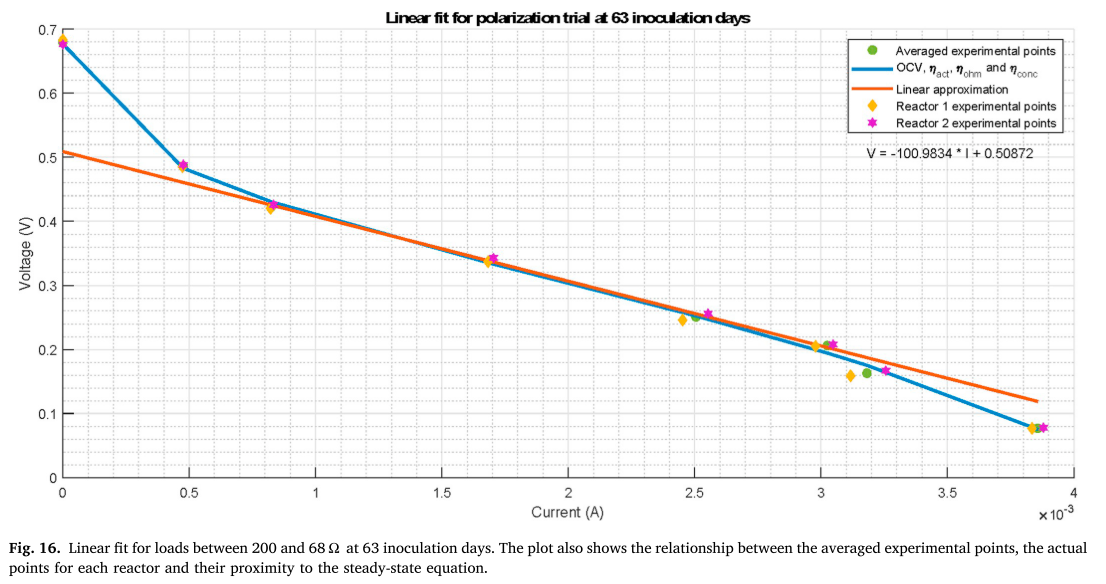 Linear fit for polarization trial at 63 inoculation days
0.7
0.6
0.5
0.4
0.3
0.2
0.1
0
Voltage (V)
Averaged experimental points
OCV, η_act, η_ohm and η_conc
Linear approximation
Reactor 1 experimental points
Reactor 2 experimental points
V = -100.9834 * I + 0.50872
0 0.5 1 1.5 2 2.5 3 3.5 4
Current (A)
×10⁻³
Fig. 16. Linear fit for loads between 200 and 68 Ω at 63 inoculation days. The plot also shows the relationship between the averaged experimental points, the actual
points for each reactor and their proximity to the steady-state equation.